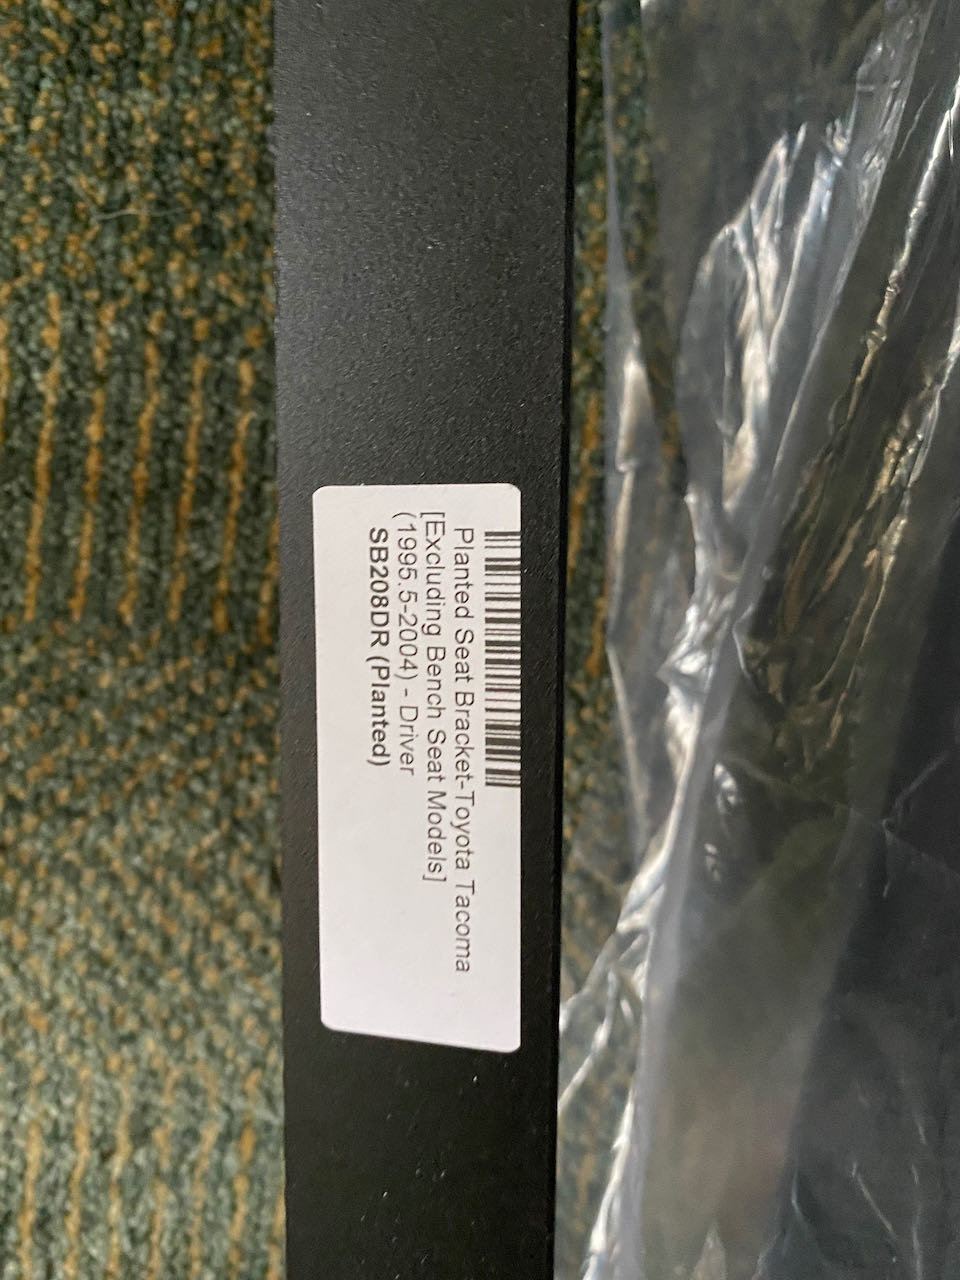 Planted Seat Bracket-Toyota Tacoma
[Excluding Bench Seat Models]
(1995.5-2004) - Driver
SB208DR (Planted)